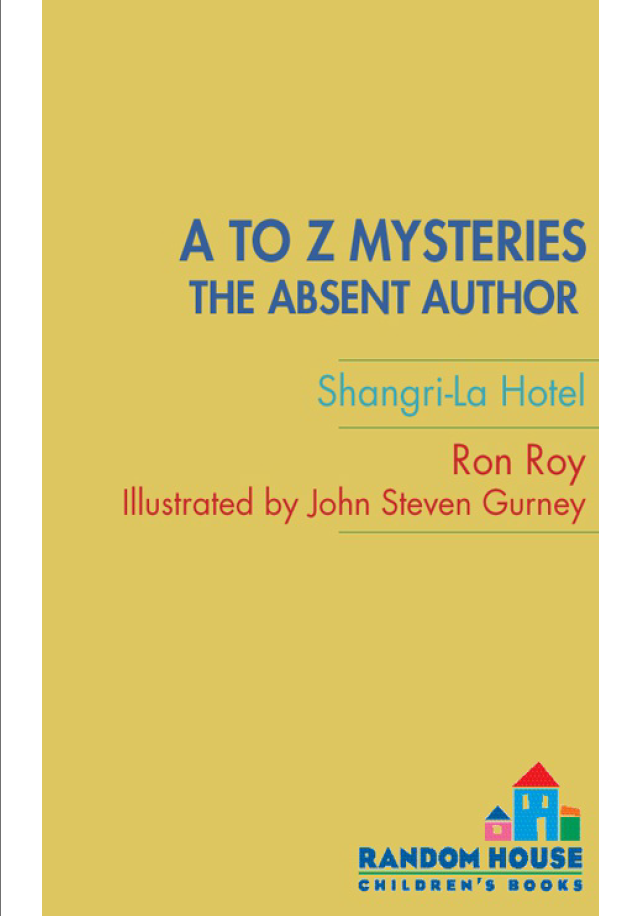 A TO Z MYSTERIES
THE ABSENT AUTHOR
Shangri-La Hotel
Ron Roy
Illustrated by John Steven Gurney
RANDOM HOUSE
CHILDREN'S BOOKS